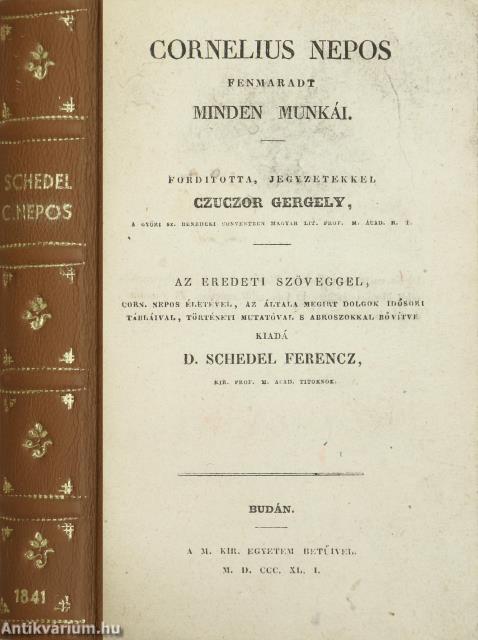 SCHEDEL
C.NEPOS
1841
CORNELIUS NEPOS
FENMARADT
MINDEN MUNKÁI.
FORDITOTTA, JEGYZETEKKEL
CZUCZOR GERGELY,
A GYŐRI SZ. BENEDEKI CONVENTBEN MAGYAR LIT. PROF. M. ACAD. R. T.
AZ EREDETI SZÖVEGGEL,
CORN. NEPOS ÉLETÉVEL, AZ ÁLTALA MEGIRT DOLGOK IDŐSORI
TÁBLÁIVAL, TÖRTÉNETI MUTATÓVAL S ABROSZOKKAL BŐVÍTVE
KIADÁ
D. SCHEDEL FERENCZ,
KIR. PROF. M. ACAD. TITOKNOK.
BUDÁN.
A M. KIR. EGYETEM BETŰIVEL.
M. D. CCC. XL. I.
Antikvárium.hu